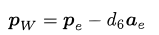 𝒑_W = 𝒑_e − d_6 𝒂_e